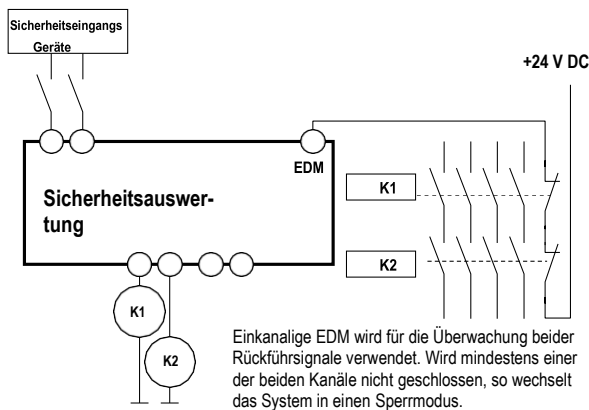 Sicherheitseingangs
Geräte
+24 V DC
EDM
Sicherheitsauswer-
tung
K1
K2
K1
K2
Einkanalige EDM wird für die Überwachung beider
Rückführsignale verwendet. Wird mindestens einer
der beiden Kanäle nicht geschlossen, so wechselt
das System in einen Sperrmodus.